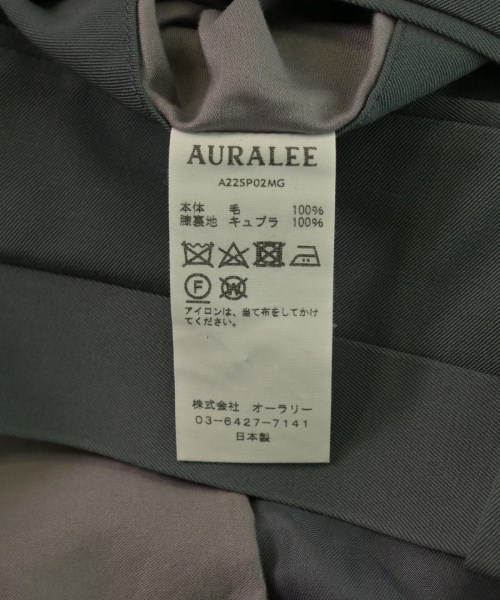 AURALEE
A22SP02MG
本体 毛 100%
膝裏地 キュプラ 100%
F W
アイロンは、当て布をしてかけ
てください。
株式会社 オーラリー
03-6427-7141
日本製